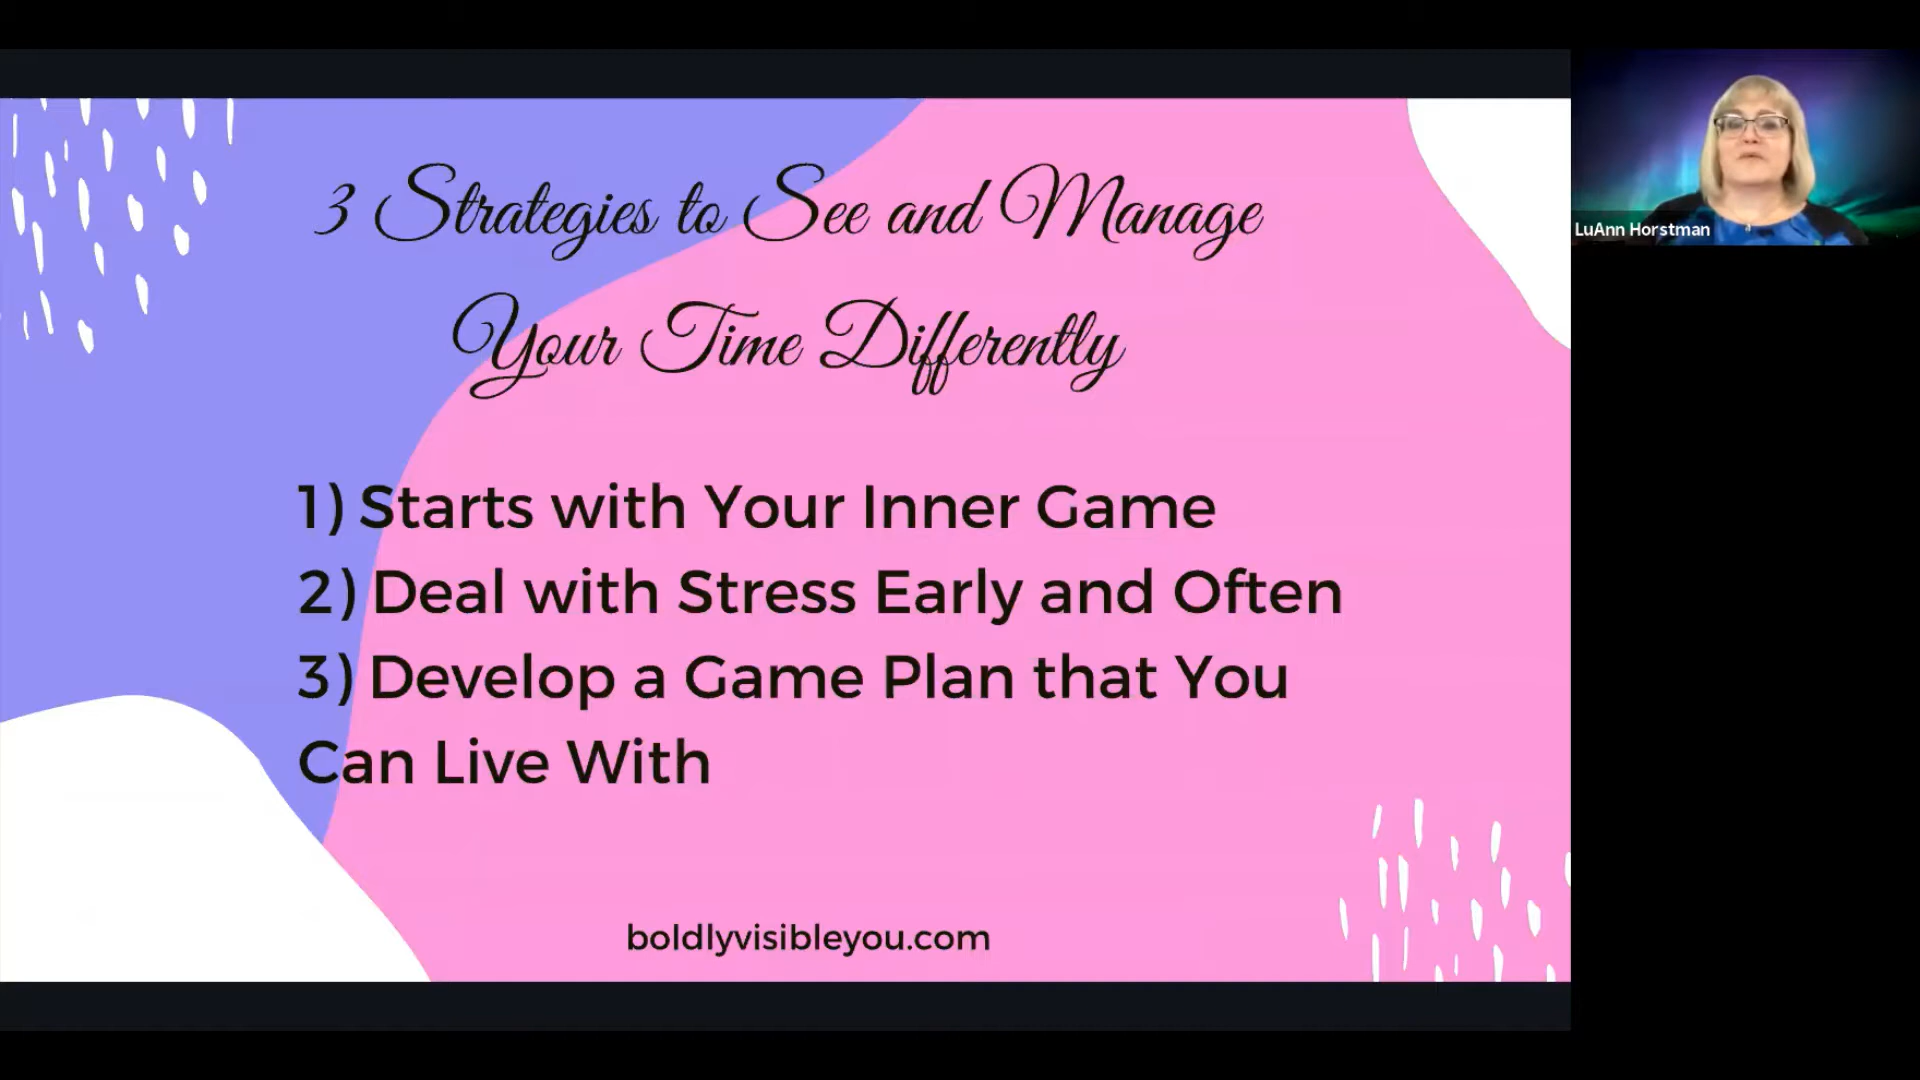 3 Strategies to See and Manage
Your Time Differently
1) Starts with Your Inner Game
2) Deal with Stress Early and Often
3) Develop a Game Plan that You
Can Live With
boldlyvisibleyou.com
LuAnn Horstman